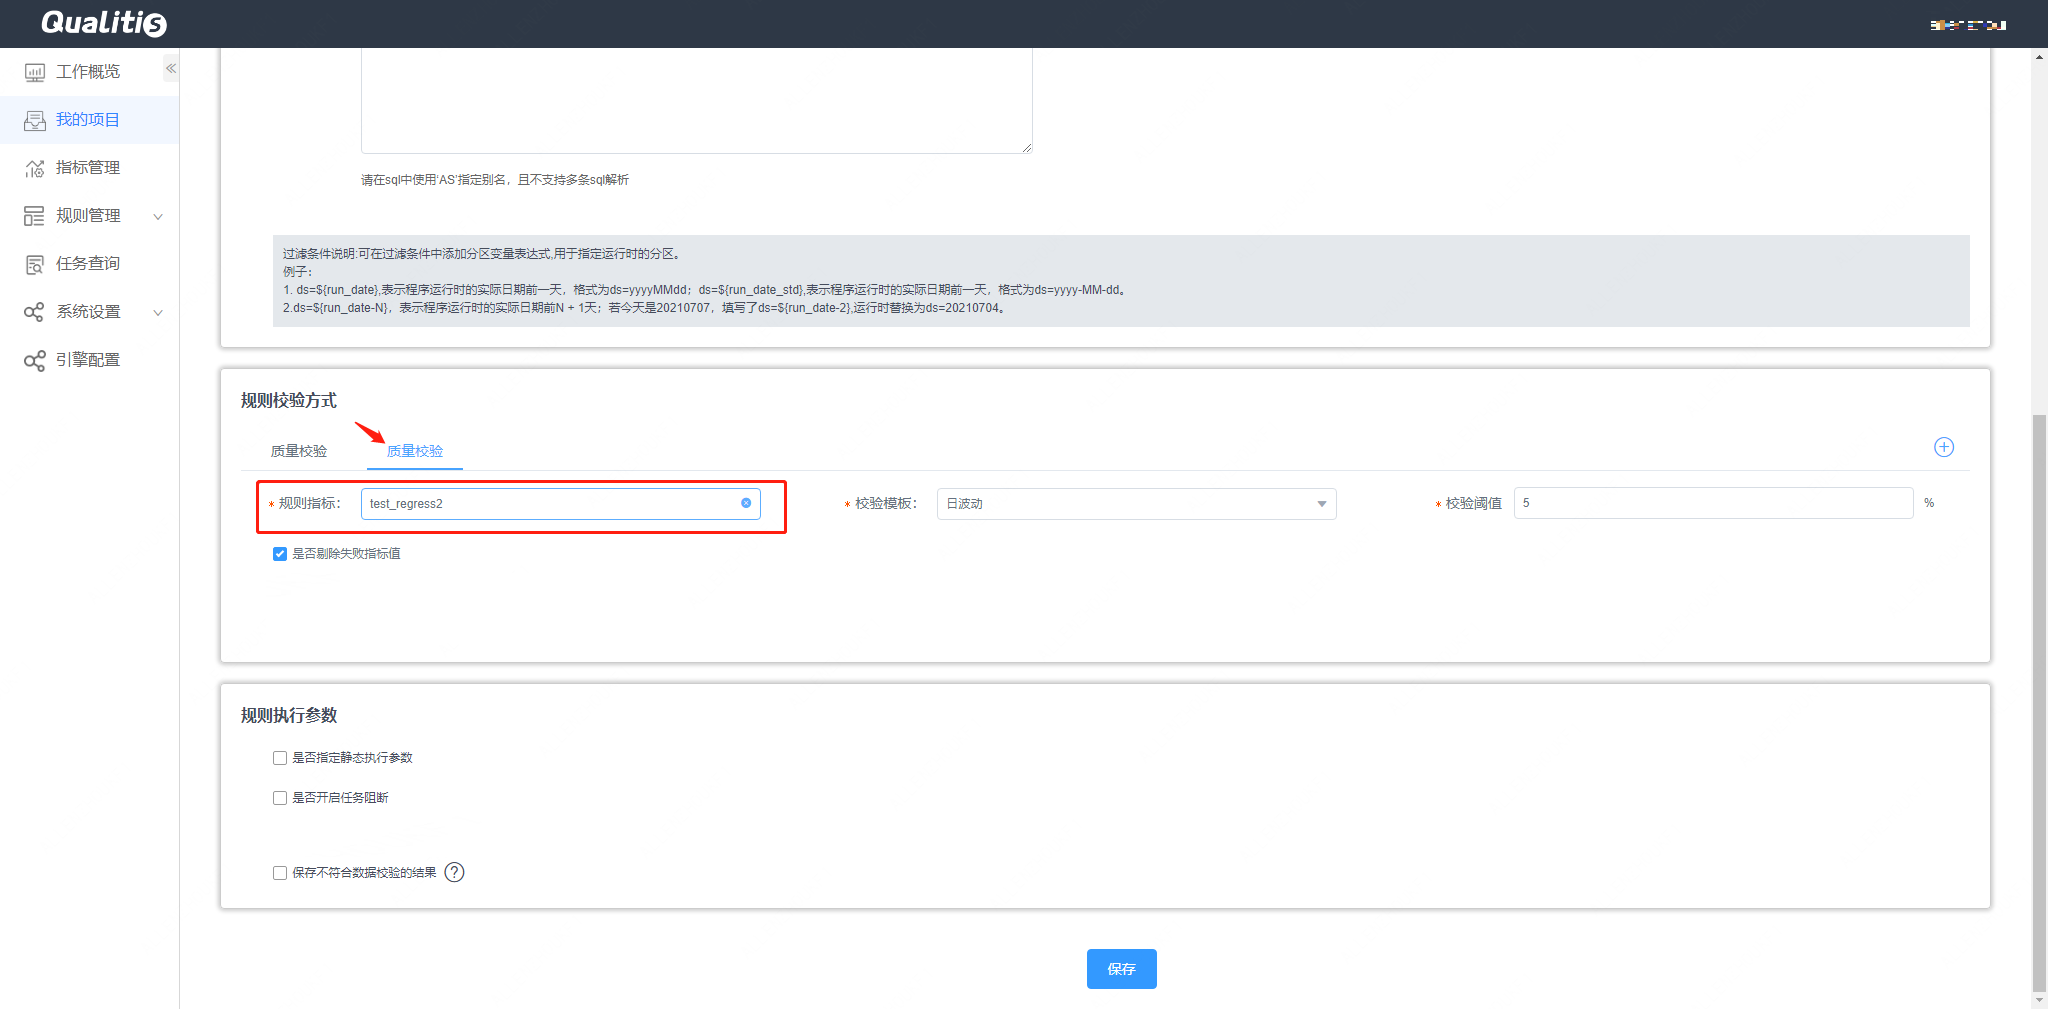 Qualitis
工作概览
我的项目
指标管理
规则管理
任务查询
系统设置
引擎配置
请在sql中使用'AS'指定别名，且不支持多条sql解析
过滤条件说明:可在过滤条件中添加分区变量表达式,用于指定运行时的分区。
例子：
1. ds=${run_date},表示程序运行时的实际日期前一天，格式为ds=yyyyMMdd；ds=${run_date_std},表示程序运行时的实际日期前一天，格式为ds=yyyy-MM-dd。
2.ds=${run_date-N}，表示程序运行时的实际日期前N + 1天；若今天是20210707，填写了ds=${run_date-2},运行时替换为ds=20210704。
规则校验方式
质量校验 质量校验
* 规则指标： test_regress2 * 校验模板： 日波动 * 校验阈值 5 %
是否剔除失败指标值
规则执行参数
是否指定静态执行参数
是否开启任务阻断
保存不符合数据校验的结果 ?
保存